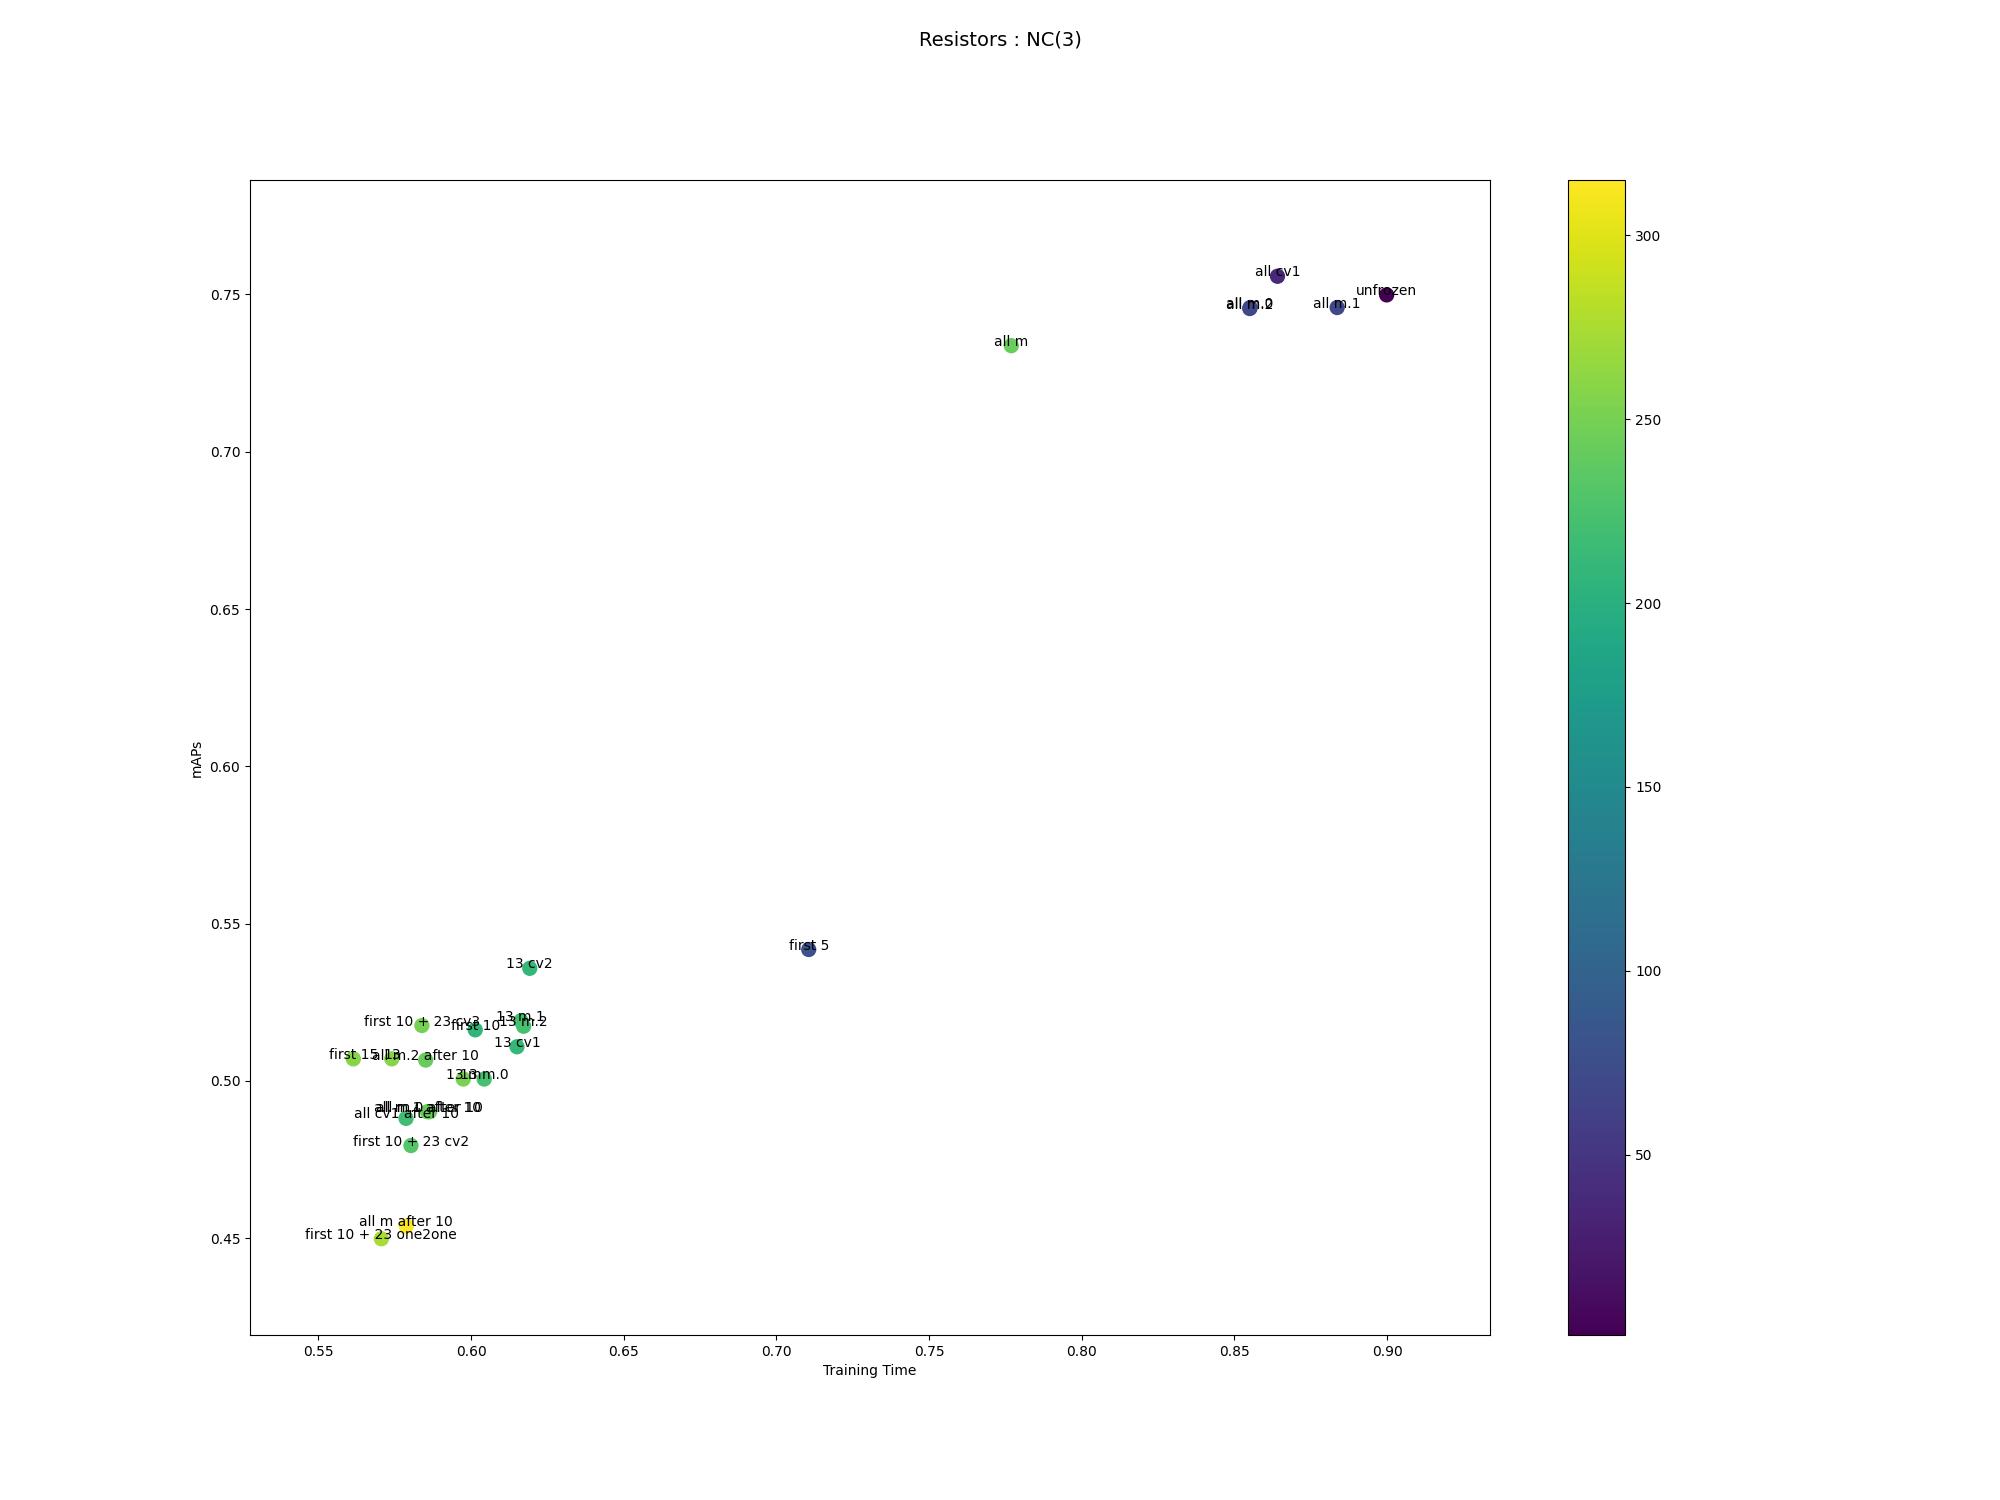 Resistors : NC(3)
300
all cv1
unfrozen
0.75
all m.2
all m.1
all m
250
0.70
0.65
200
mAPs
0.60
150
0.55
first 5
13 cv2
100
13 m.1
first 10 + 23 cv3
first 10
13 m.2
13 cv1
first 15
13
all m.2 after 10
0.50
13 m.0
all cv1 after 10
first 10 + 23 cv2
50
all m after 10
0.45
first 10 + 23 one2one
0.55 0.60 0.65 0.70 0.75 0.80 0.85 0.90
Training Time